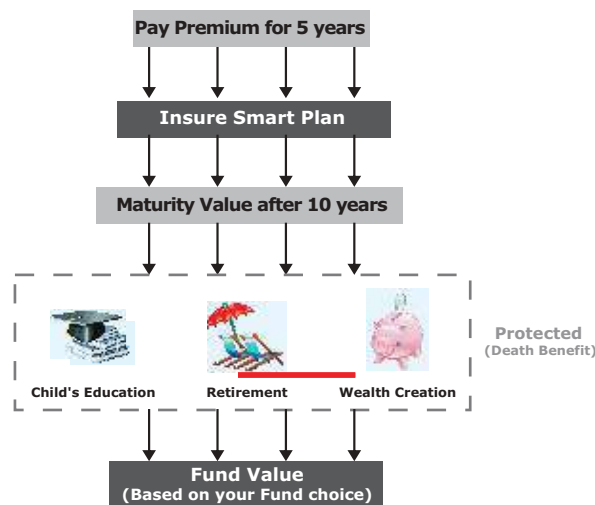 Pay Premium for 5 years
Insure Smart Plan
Maturity Value after 10 years
Protected
(Death Benefit)
Child's Education
Retirement
Wealth Creation
Fund Value
(Based on your Fund choice)